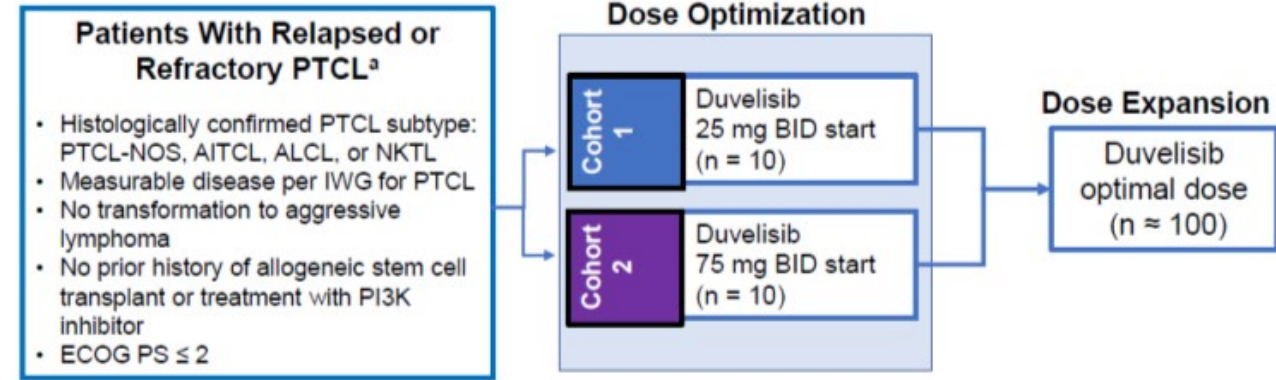 Patients With Relapsed or
Refractory PTCLª
• Histologically confirmed PTCL subtype:
PTCL-NOS, AITCL, ALCL, or NKTL
• Measurable disease per IWG for PTCL
• No transformation to aggressive
lymphoma
• No prior history of allogeneic stem cell
transplant or treatment with PI3K
inhibitor
• ECOG PS ≤ 2
Dose Optimization
Cohort
1
Duvelisib
25 mg BID start
(n = 10)
Cohort
2
Duvelisib
75 mg BID start
(n = 10)
Dose Expansion
Duvelisib
optimal dose
(n ≈ 100)